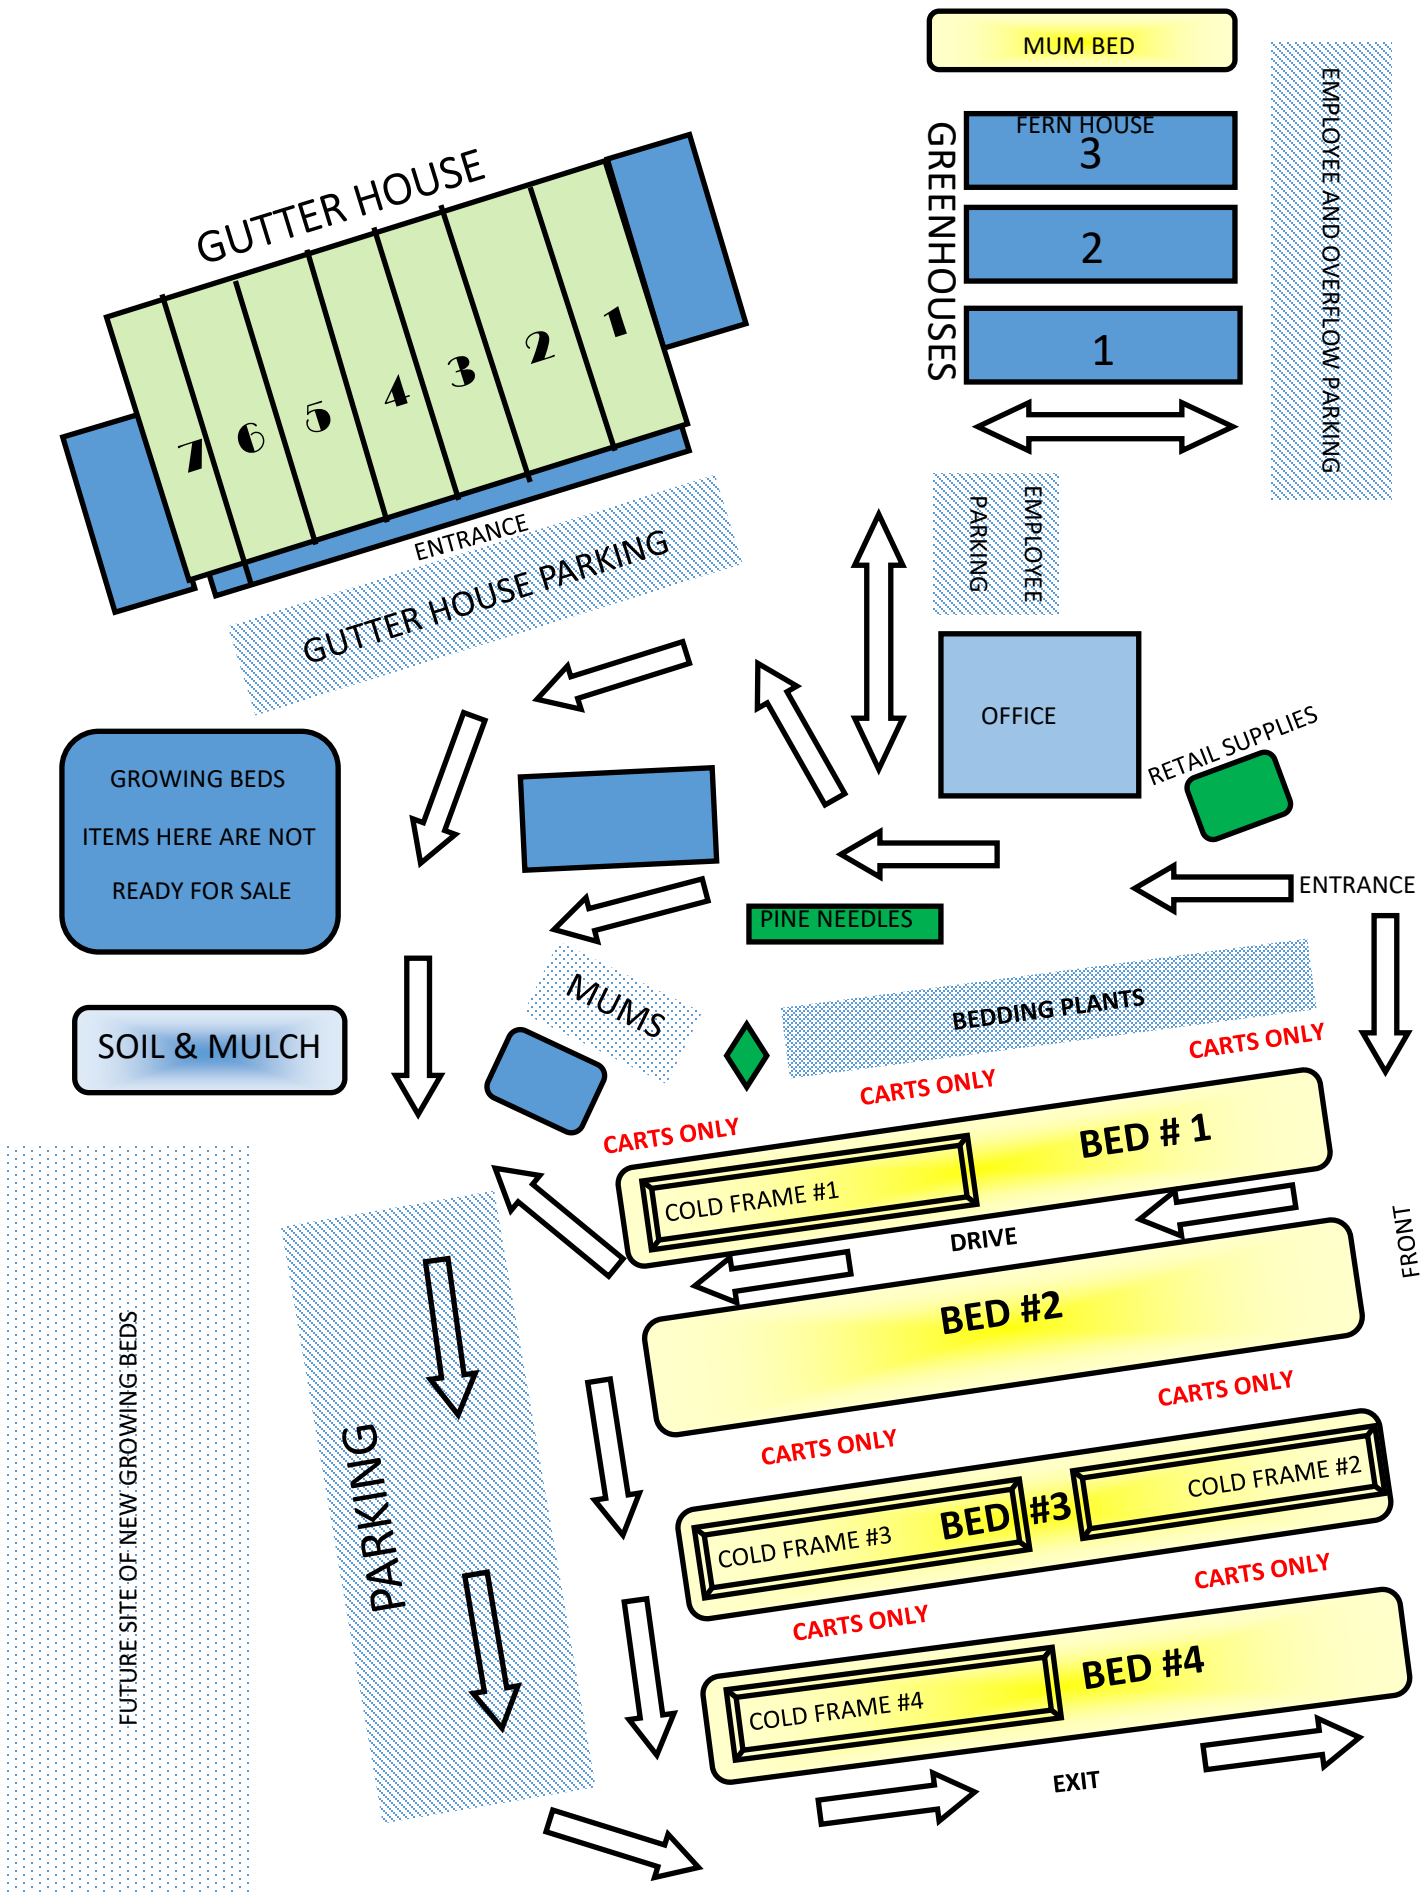 MUM BED
FERN HOUSE
3
2
1
GREENHOUSES
EMPLOYEE AND OVERFLOW PARKING
GUTTER HOUSE
1
2
3
4
5
6
7
ENTRANCE
GUTTER HOUSE PARKING
EMPLOYEE
PARKING
OFFICE
RETAIL SUPPLIES
GROWING BEDS
ITEMS HERE ARE NOT
READY FOR SALE
ENTRANCE
PINE NEEDLES
MUMS
BEDDING PLANTS
SOIL & MULCH
CARTS ONLY
CARTS ONLY
CARTS ONLY
BED # 1
COLD FRAME #1
DRIVE
FRONT
BED #2
CARTS ONLY
CARTS ONLY
COLD FRAME #2
BED #3
COLD FRAME #3
CARTS ONLY
CARTS ONLY
BED #4
COLD FRAME #4
EXIT
PARKING
FUTURE SITE OF NEW GROWING BEDS